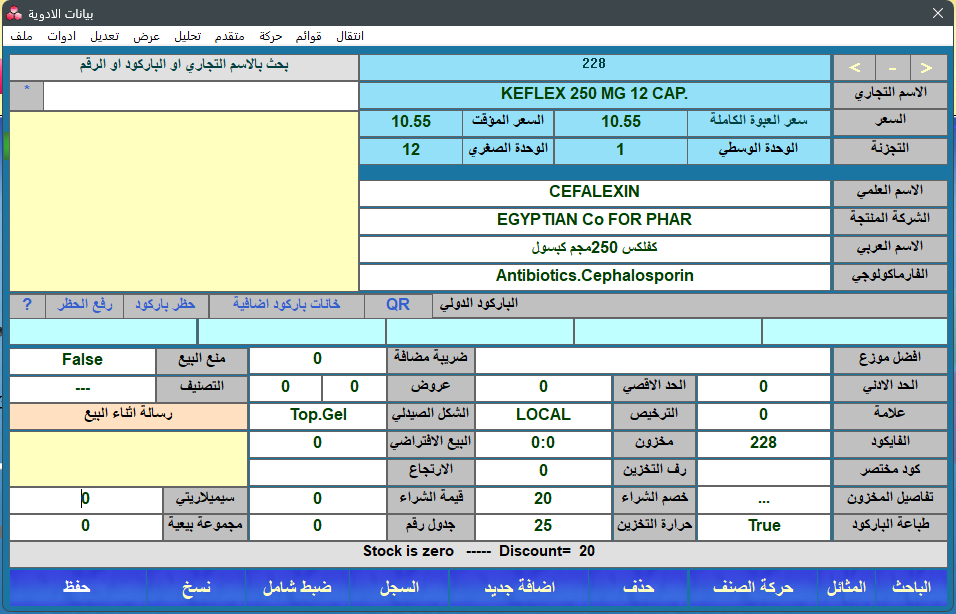 بيانات الادوية
ملف ادوات تعديل عرض تحليل متقدم حركة قوائم انتقال
< - > 228 بحث بالاسم التجاري او الباركود او الرقم
الاسم التجاري KEFLEX 250 MG 12 CAP. *
السعر سعر العبوة الكاملة 10.55 السعر المؤقت 10.55
التجزئة الوحدة الوسطي 1 الوحدة الصغري 12
الاسم العلمي CEFALEXIN
الشركة المنتجة EGYPTIAN Co FOR PHAR
الاسم العربي كفلكس 250مجم كبسول
الفارماكولوجي Antibiotics.Cephalosporin
الباركود الدولي QR خانات باركود اضافية حظر باركود رفع الحظر ?
افضل موزع ضريبة مضافة 0 منع البيع False
الحد الادني 0 الحد الاقصي 0 عروض 0 0 التصنيف ---
علامة 0 الترخيص LOCAL الشكل الصيدلي Top.Gel رسالة اثناء البيع
الفايكود 228 مخزون 0:0 البيع الافتراضي 0
كود مختصر رف التخزين 0 الارتجاع
تفاصيل المخزون ... خصم الشراء 20 قيمة الشراء 0 سيميلاريتي 0
طباعة الباركود True حرارة التخزين 25 جدول رقم 0 مجموعة بيعية 0
Stock is zero ----- Discount= 20
الباحث المثائل حركة الصنف حذف اضافة جديد السجل ضبط شامل نسخ حفظ